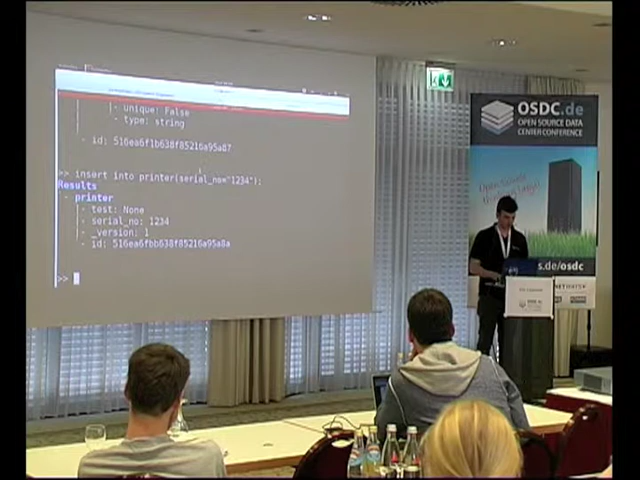 |- unique: False
|- type: string
- id: 516ea6f1b638f85216a95a87
>> insert into printer(serial_no="1234");
Results
- printer
|- test: None
|- serial_no: 1234
|- _version: 1
|- id: 516ea6fbb638f85216a95a8a
>>
OSDC.de
OPEN SOURCE DATA
CENTER CONFERENCE
s.de/osdc